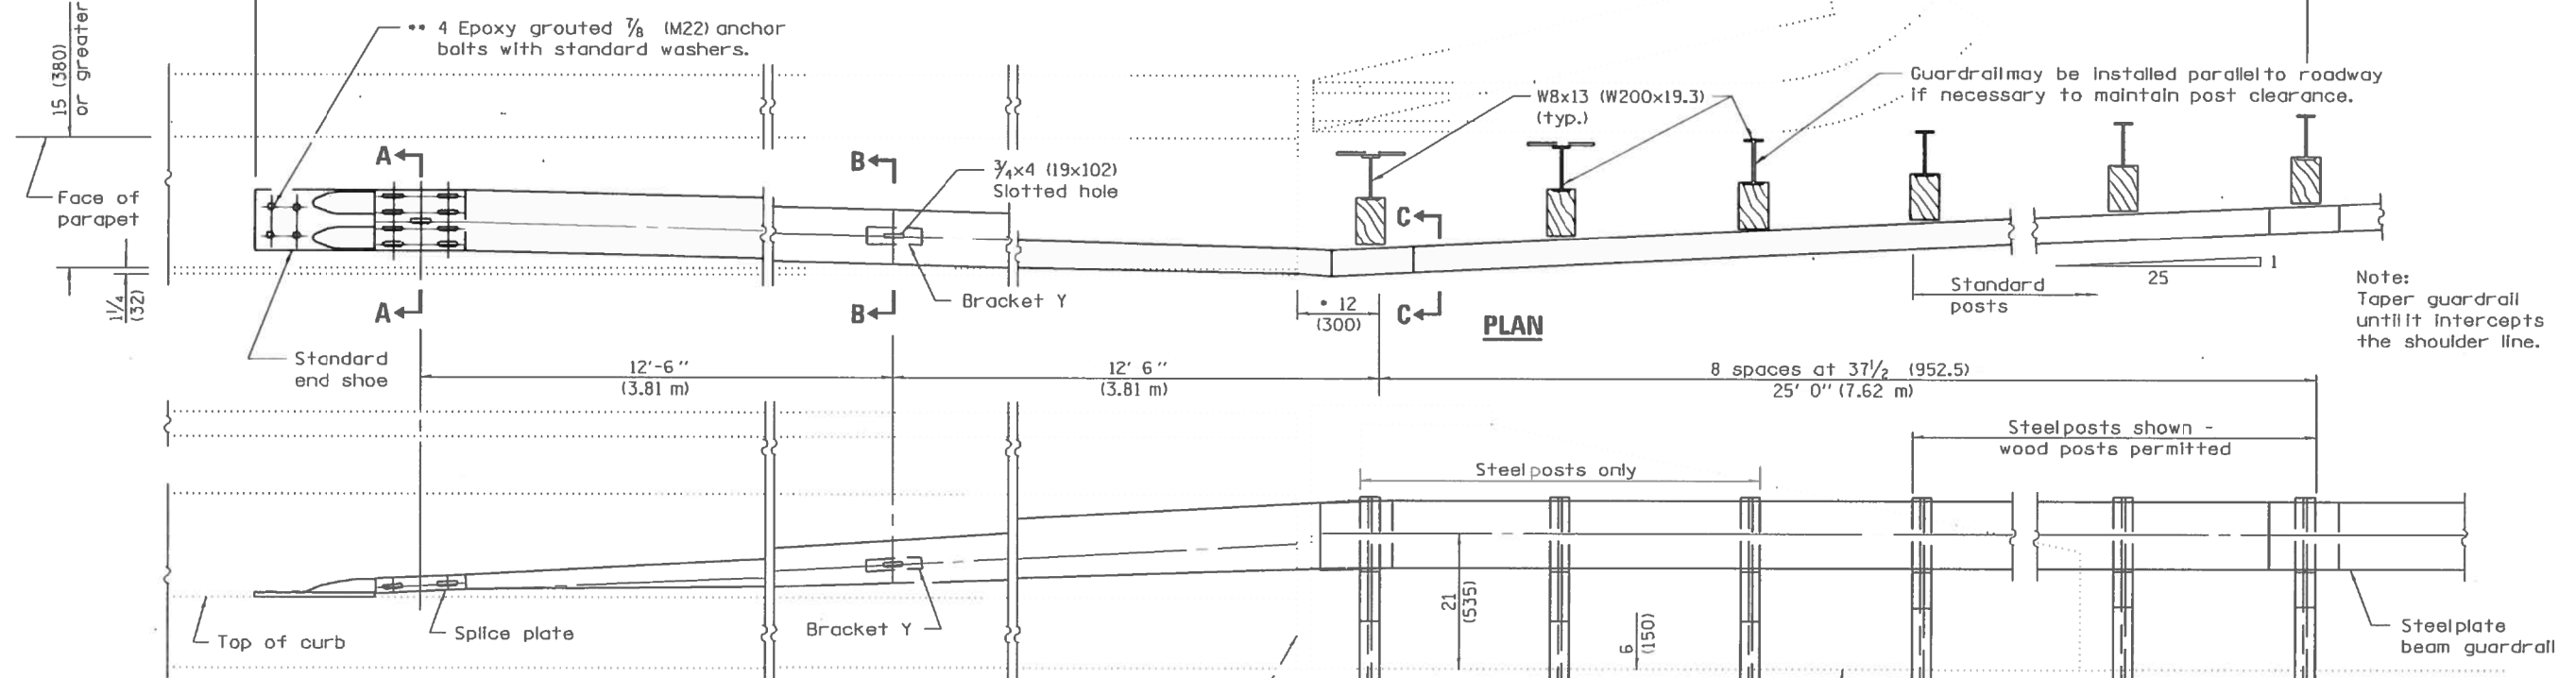 15 (380)
or greater
•• 4 Epoxy grouted 7/8 (M22) anchor
bolts with standard washers.
Face of
parapet
1 1/4
(32)
A
A
Standard
end shoe
B
B
3/4x4 (19x102)
Slotted hole
Bracket Y
W8x13 (W200x19.3)
(typ.)
Guardrail may be installed parallel to roadway
if necessary to maintain post clearance.
C
C
• 12
(300)
PLAN
Standard
posts
25
1
Note:
Taper guardrail
until it intercepts
the shoulder line.
12'-6"
(3.81 m)
12' 6"
(3.81 m)
8 spaces at 37 1/2 (952.5)
25' 0" (7.62 m)
Steel posts shown -
wood posts permitted
Steel posts only
21
(535)
6
(150)
Top of curb
Splice plate
Bracket Y
Steel plate
beam guardrail